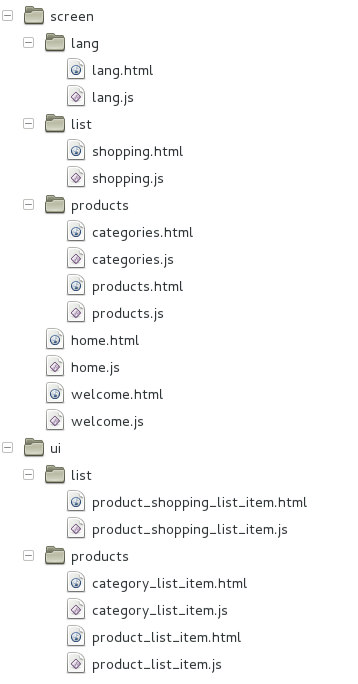 screen
lang
lang.html
lang.js
list
shopping.html
shopping.js
products
categories.html
categories.js
products.html
products.js
home.html
home.js
welcome.html
welcome.js
ui
list
product_shopping_list_item.html
product_shopping_list_item.js
products
category_list_item.html
category_list_item.js
product_list_item.html
product_list_item.js